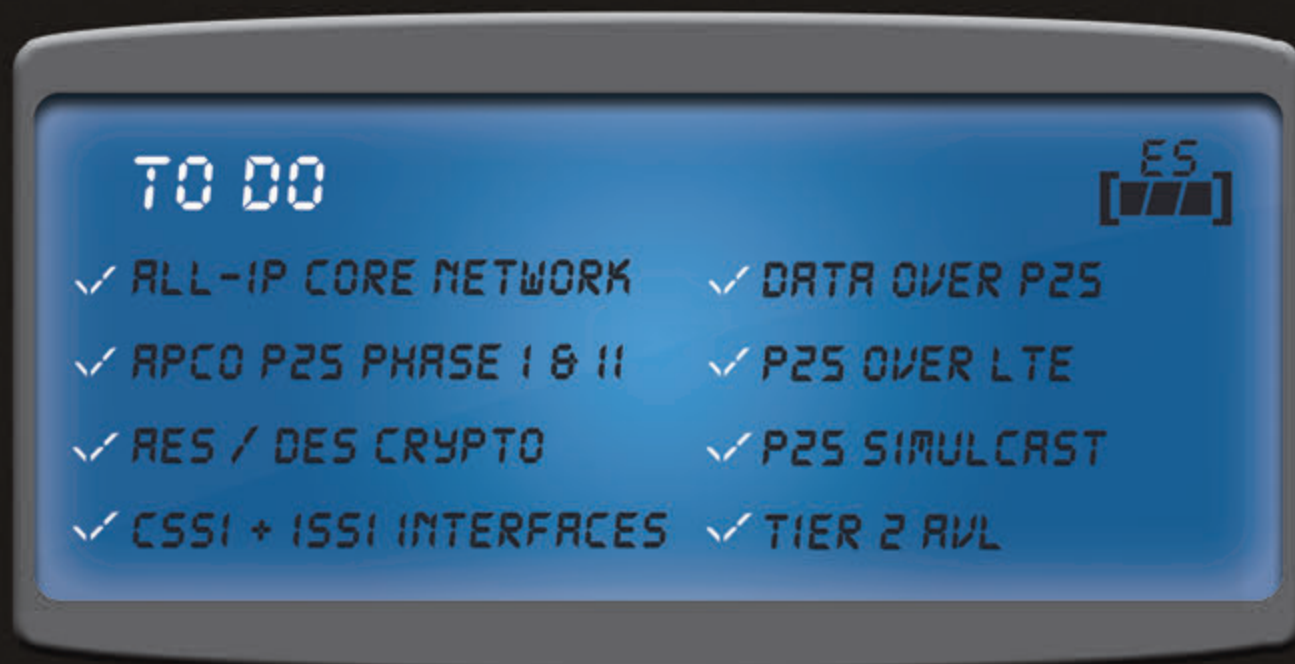 TO DO
ES
ALL-IP CORE NETWORK
APCO P25 PHASE I & II
AES / DES CRYPTO
CSSI + ISSI INTERFACES
DATA OVER P25
P25 OVER LTE
P25 SIMULCAST
TIER 2 AVL